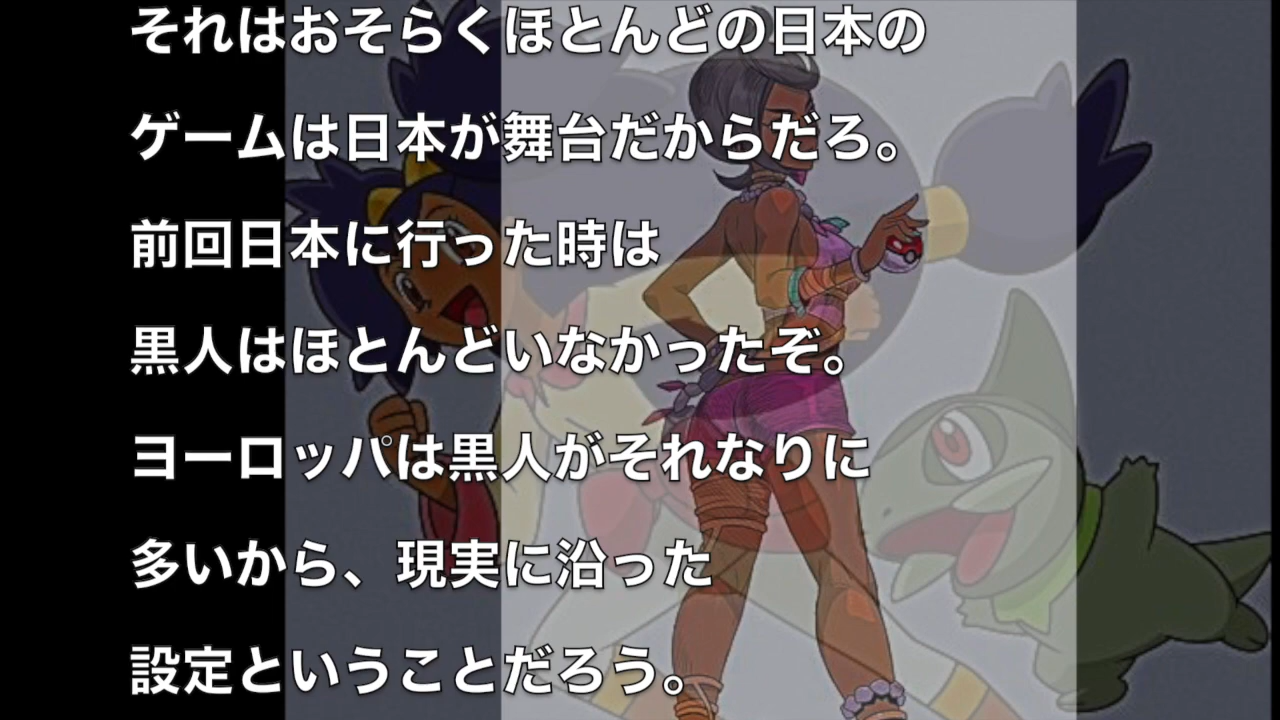 それはおそらくほとんどの日本の
ゲームは日本が舞台だからだろ。
前回日本に行った時は
黒人はほとんどいなかったぞ。
ヨーロッパは黒人がそれなりに
多いから、現実に沿った
設定ということだろう。